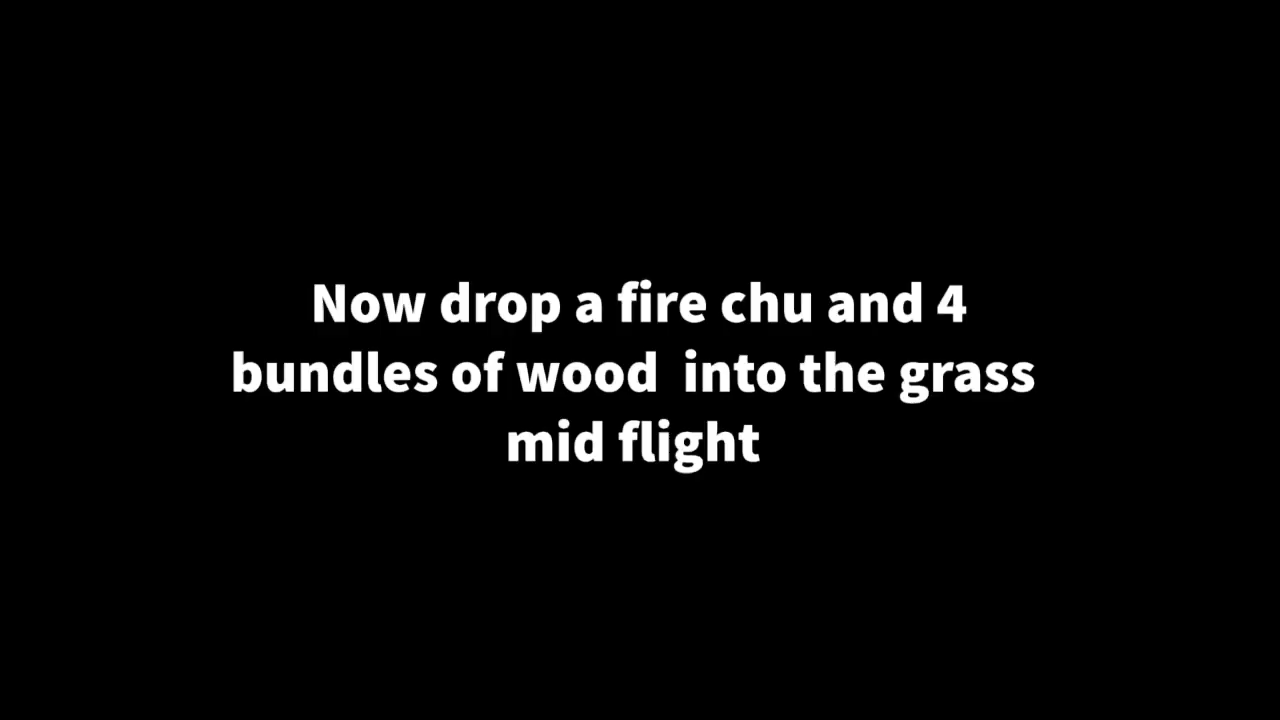 Now drop a fire chu and 4
bundles of wood  into the grass
mid flight